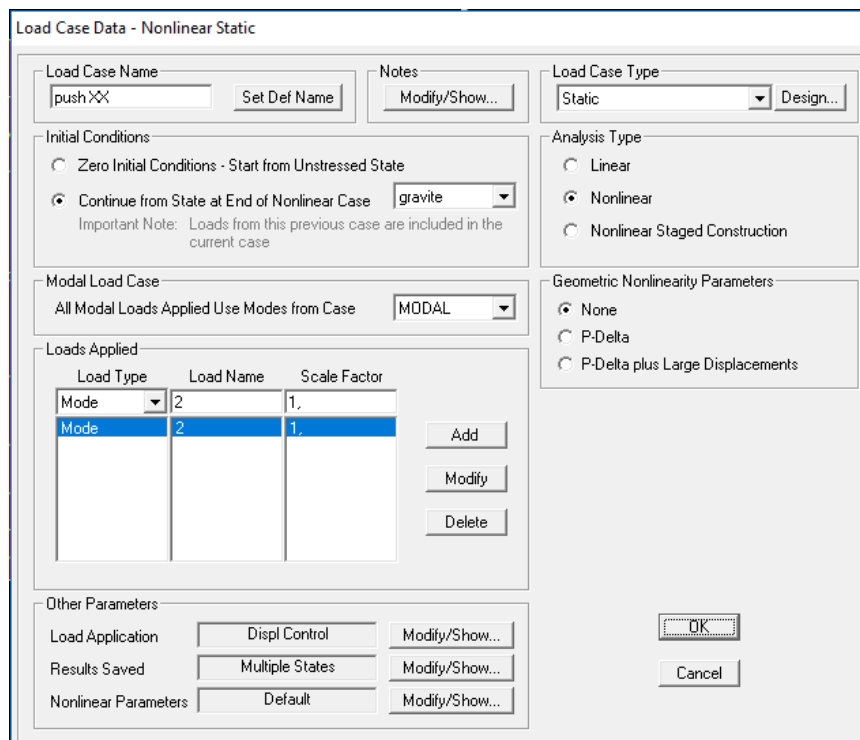 Load Case Data - Nonlinear Static
Load Case Name
push XX
Set Def Name
Notes
Modify/Show...
Load Case Type
Static
Design...
Initial Conditions
Zero Initial Conditions - Start from Unstressed State
Continue from State at End of Nonlinear Case
gravite
Important Note: Loads from this previous case are included in the
current case
Analysis Type
Linear
Nonlinear
Nonlinear Staged Construction
Modal Load Case
All Modal Loads Applied Use Modes from Case
MODAL
Geometric Nonlinearity Parameters
None
P-Delta
P-Delta plus Large Displacements
Loads Applied
Load Type Load Name Scale Factor
Mode 2 1,
Mode 2 1,
Add
Modify
Delete
Other Parameters
Load Application Displ Control Modify/Show...
Results Saved Multiple States Modify/Show...
Nonlinear Parameters Default Modify/Show...
OK
Cancel